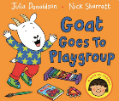 Julia Donaldson • Nick Sharratt
Goat
Goes To
Playgroup